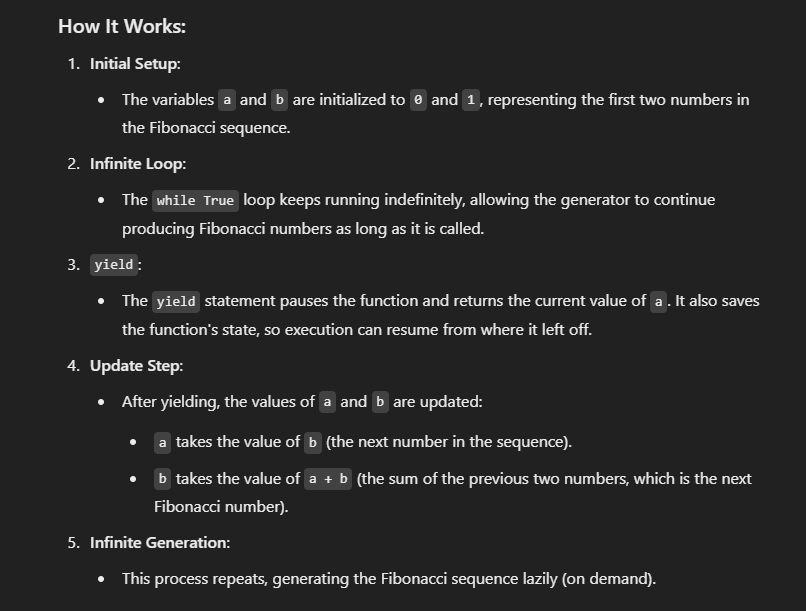 How It Works:
1. Initial Setup:
• The variables a and b are initialized to 0 and 1, representing the first two numbers in
the Fibonacci sequence.
2. Infinite Loop:
• The while True loop keeps running indefinitely, allowing the generator to continue
producing Fibonacci numbers as long as it is called.
3. yield:
• The yield statement pauses the function and returns the current value of a. It also saves
the function's state, so execution can resume from where it left off.
4. Update Step:
• After yielding, the values of a and b are updated:
• a takes the value of b (the next number in the sequence).
• b takes the value of a + b (the sum of the previous two numbers, which is the next
Fibonacci number).
5. Infinite Generation:
• This process repeats, generating the Fibonacci sequence lazily (on demand).